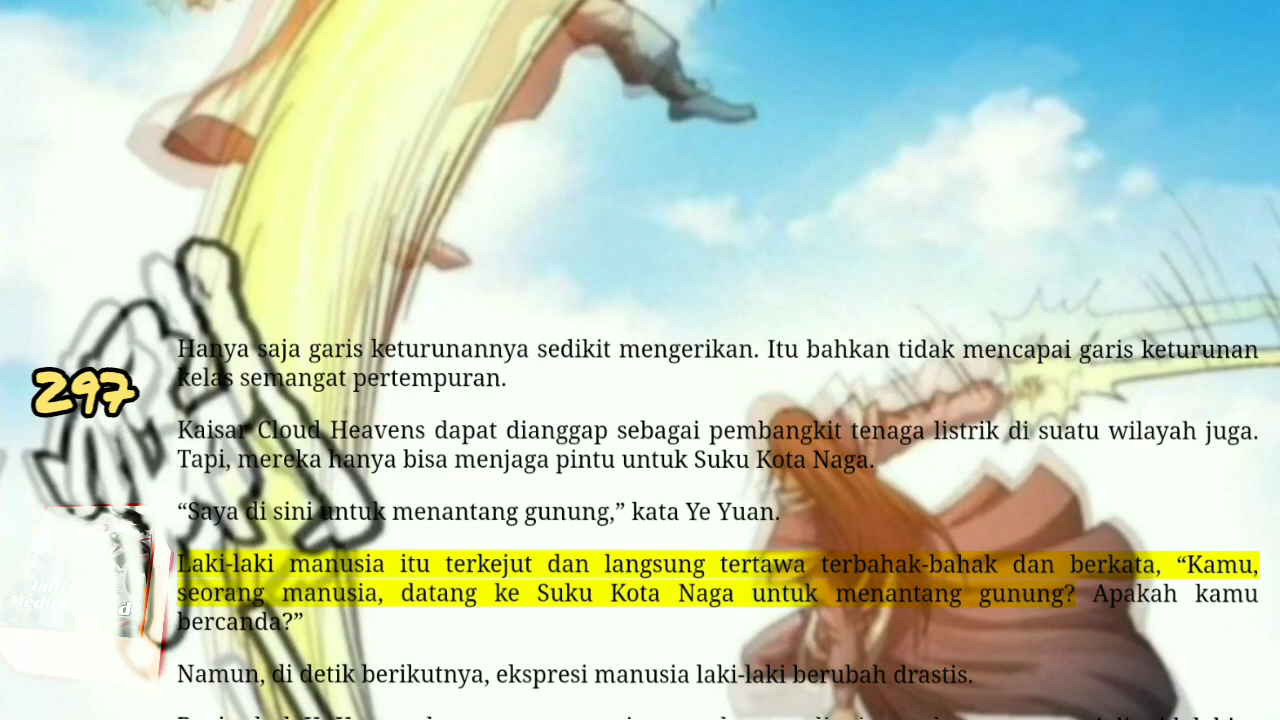 Hanya saja garis keturunannya sedikit mengerikan. Itu bahkan tidak mencapai garis keturunan
kelas semangat pertempuran.
297
Kaisar Cloud Heavens dapat dianggap sebagai pembangkit tenaga listrik di suatu wilayah juga.
Tapi, mereka hanya bisa menjaga pintu untuk Suku Kota Naga.
“Saya di sini untuk menantang gunung,” kata Ye Yuan.
Laki-laki manusia itu terkejut dan langsung tertawa terbahak-bahak dan berkata, “Kamu,
seorang manusia, datang ke Suku Kota Naga untuk menantang gunung? Apakah kamu
bercanda?”
Namun, di detik berikutnya, ekspresi manusia laki-laki berubah drastis.